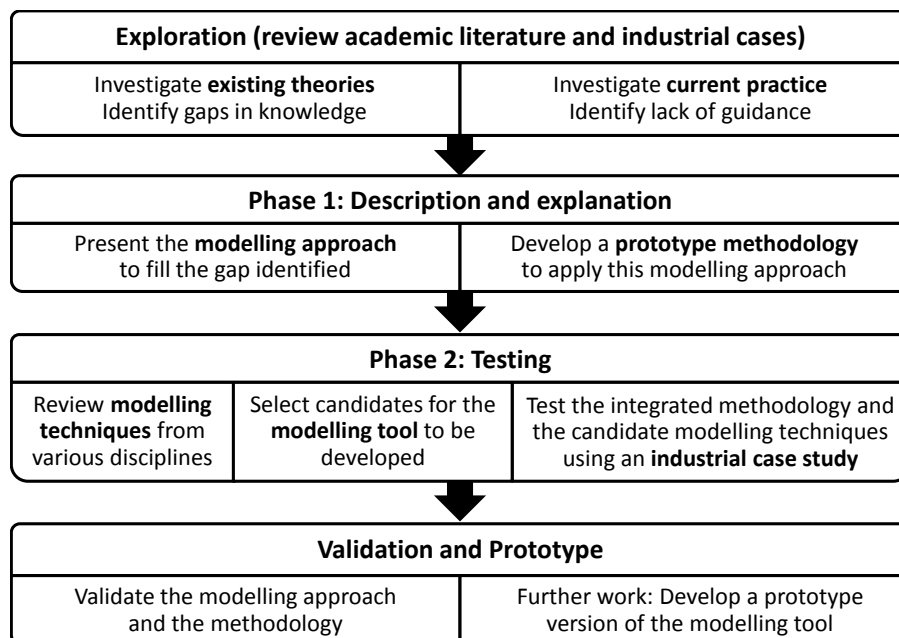 Exploration (review academic literature and industrial cases)
Investigate existing theories
Identify gaps in knowledge
Investigate current practice
Identify lack of guidance
Phase 1: Description and explanation
Present the modelling approach
to fill the gap identified
Develop a prototype methodology
to apply this modelling approach
Phase 2: Testing
Review modelling
techniques from
various disciplines
Select candidates for the
modelling tool to be
developed
Test the integrated methodology and
the candidate modelling techniques
using an industrial case study
Validation and Prototype
Validate the modelling approach
and the methodology
Further work: Develop a prototype
version of the modelling tool